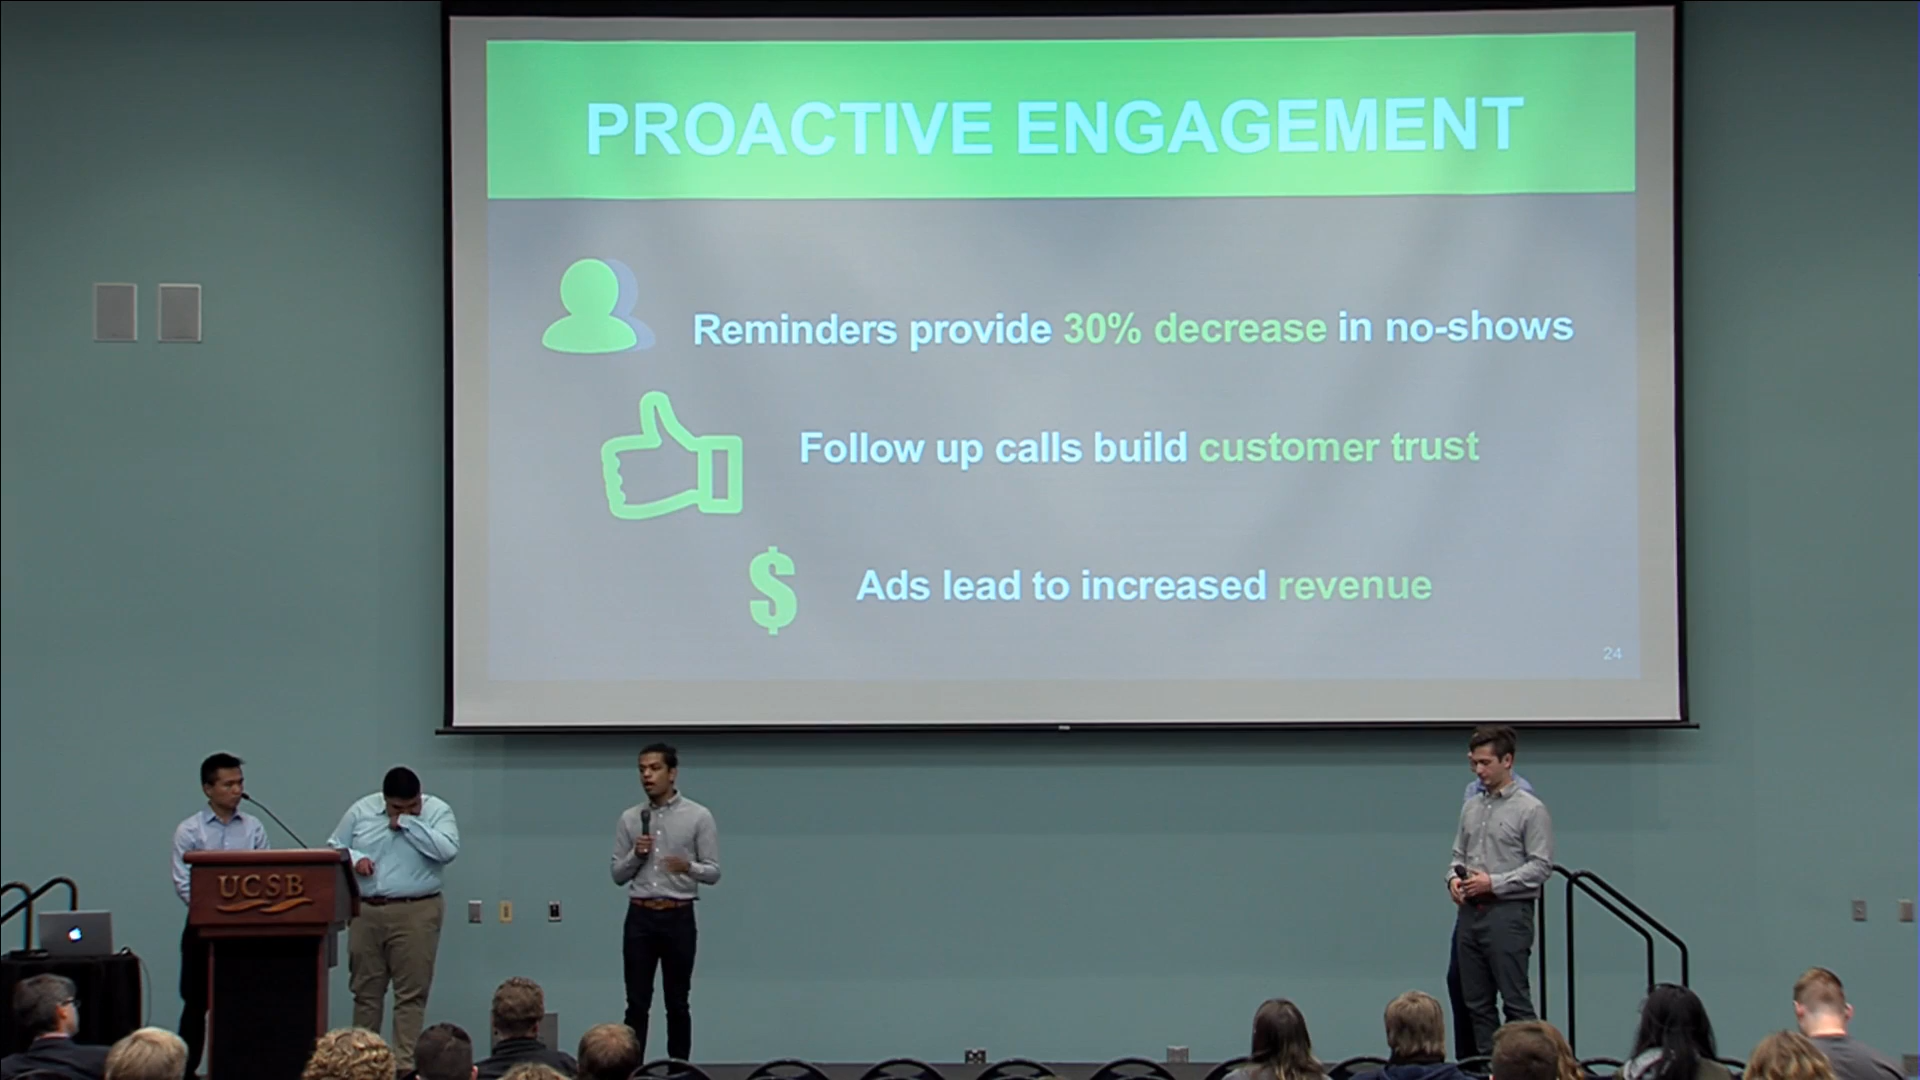 PROACTIVE ENGAGEMENT
Reminders provide 30% decrease in no-shows
Follow up calls build customer trust
$ Ads lead to increased revenue
24
UCSB